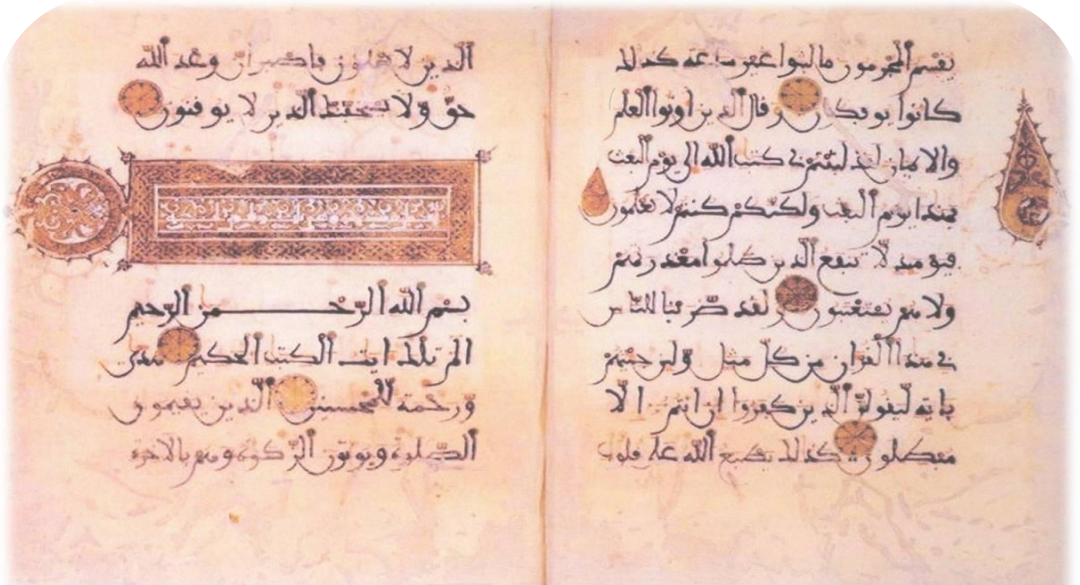 يقسم المجرمون ما لبثوا غير ساعة كذلك
كانوا يوفكون وقال الذين اوتوا العلم
والايمان لقد لبثتم في كتب الله الى يوم البعث
فهذا يوم البعث ولكنكم كنتم لا تعلمون
فيومئذ لا تنفع الذين ظلموا معذرتهم
ولا هم يستعتبون ولقد ضربنا للناس
في هذا القران من كل مثل ولئن جئتهم
باية ليقولن الذين كفروا ان انتم الا
مبطلون كذلك يطبع الله على قلوب
الذين لا يعلمون فاصبر ان وعد الله
حق ولا يستخفنك الذين لا يوقنون
بسم الله الرحمن الرحيم
الم تلك ايت الكتب الحكيم هدى
ورحمة للمحسنين الذين يقيمون
الصلوة ويوتون الزكوة وهم بالاخرة